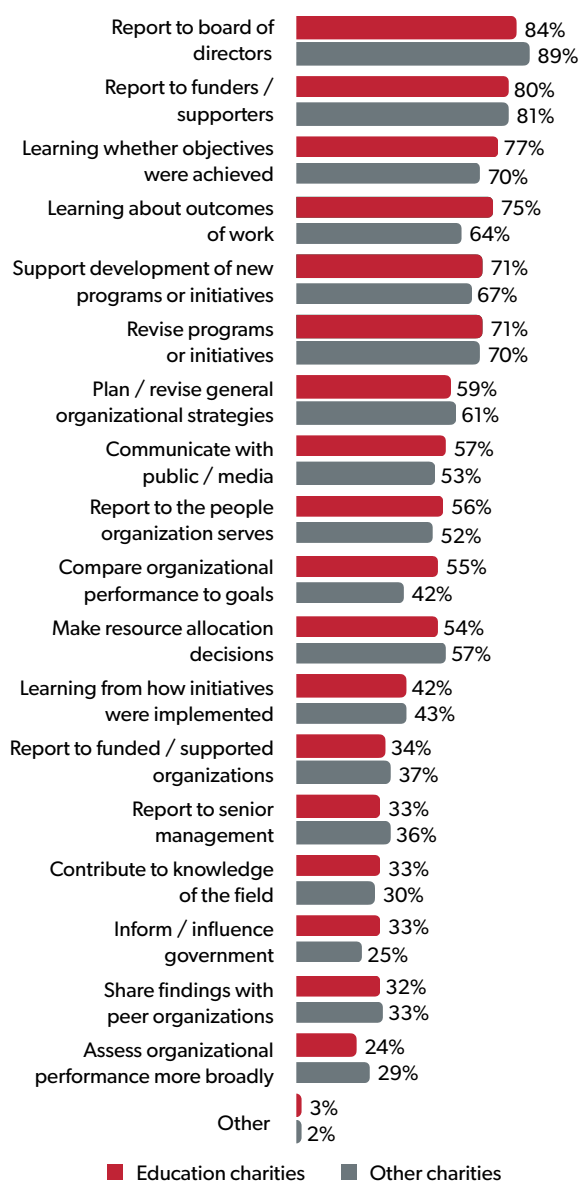 Report to board of
directors
84%
89%
Report to funders /
supporters
80%
81%
Learning whether objectives
were achieved
77%
70%
Learning about outcomes
of work
75%
64%
Support development of new
programs or initiatives
71%
67%
Revise programs
or initiatives
71%
70%
Plan / revise general
organizational strategies
59%
61%
Communicate with
public / media
57%
53%
Report to the people
organization serves
56%
52%
Compare organizational
performance to goals
55%
42%
Make resource allocation
decisions
54%
57%
Learning from how initiatives
were implemented
42%
43%
Report to funded / supported
organizations
34%
37%
Report to senior
management
33%
36%
Contribute to knowledge
of the field
33%
30%
Inform / influence
government
33%
25%
Share findings with
peer organizations
32%
33%
Assess organizational
performance more broadly
24%
29%
Other
3%
2%
Education charities
Other charities